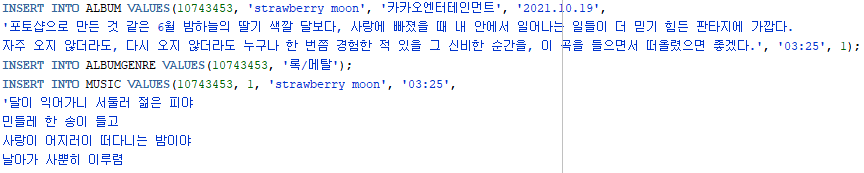 INSERT INTO ALBUM VALUES(10743453, 'strawberry moon', '카카오엔터테인먼트', '2021.10.19',
'포토샵으로 만든 것 같은 6월 밤하늘의 딸기 색깔 달보다, 사랑에 빠졌을 때 내 안에서 일어나는 일들이 더 믿기 힘든 판타지에 가깝다.
자주 오지 않더라도, 다시 오지 않더라도 누구나 한 번쯤 경험한 적 있을 그 신비한 순간을, 이 곡을 들으면서 떠올렸으면 좋겠다.', '03:25', 1);
INSERT INTO ALBUMGENRE VALUES(10743453, '록/메탈');
INSERT INTO MUSIC VALUES(10743453, 1, 'strawberry moon', '03:25',
'달이 익어가니 서둘러 젊은 피야
민들레 한 송이 들고
사랑이 어지러이 떠다니는 밤이야
날아가 사뿐히 이루렴